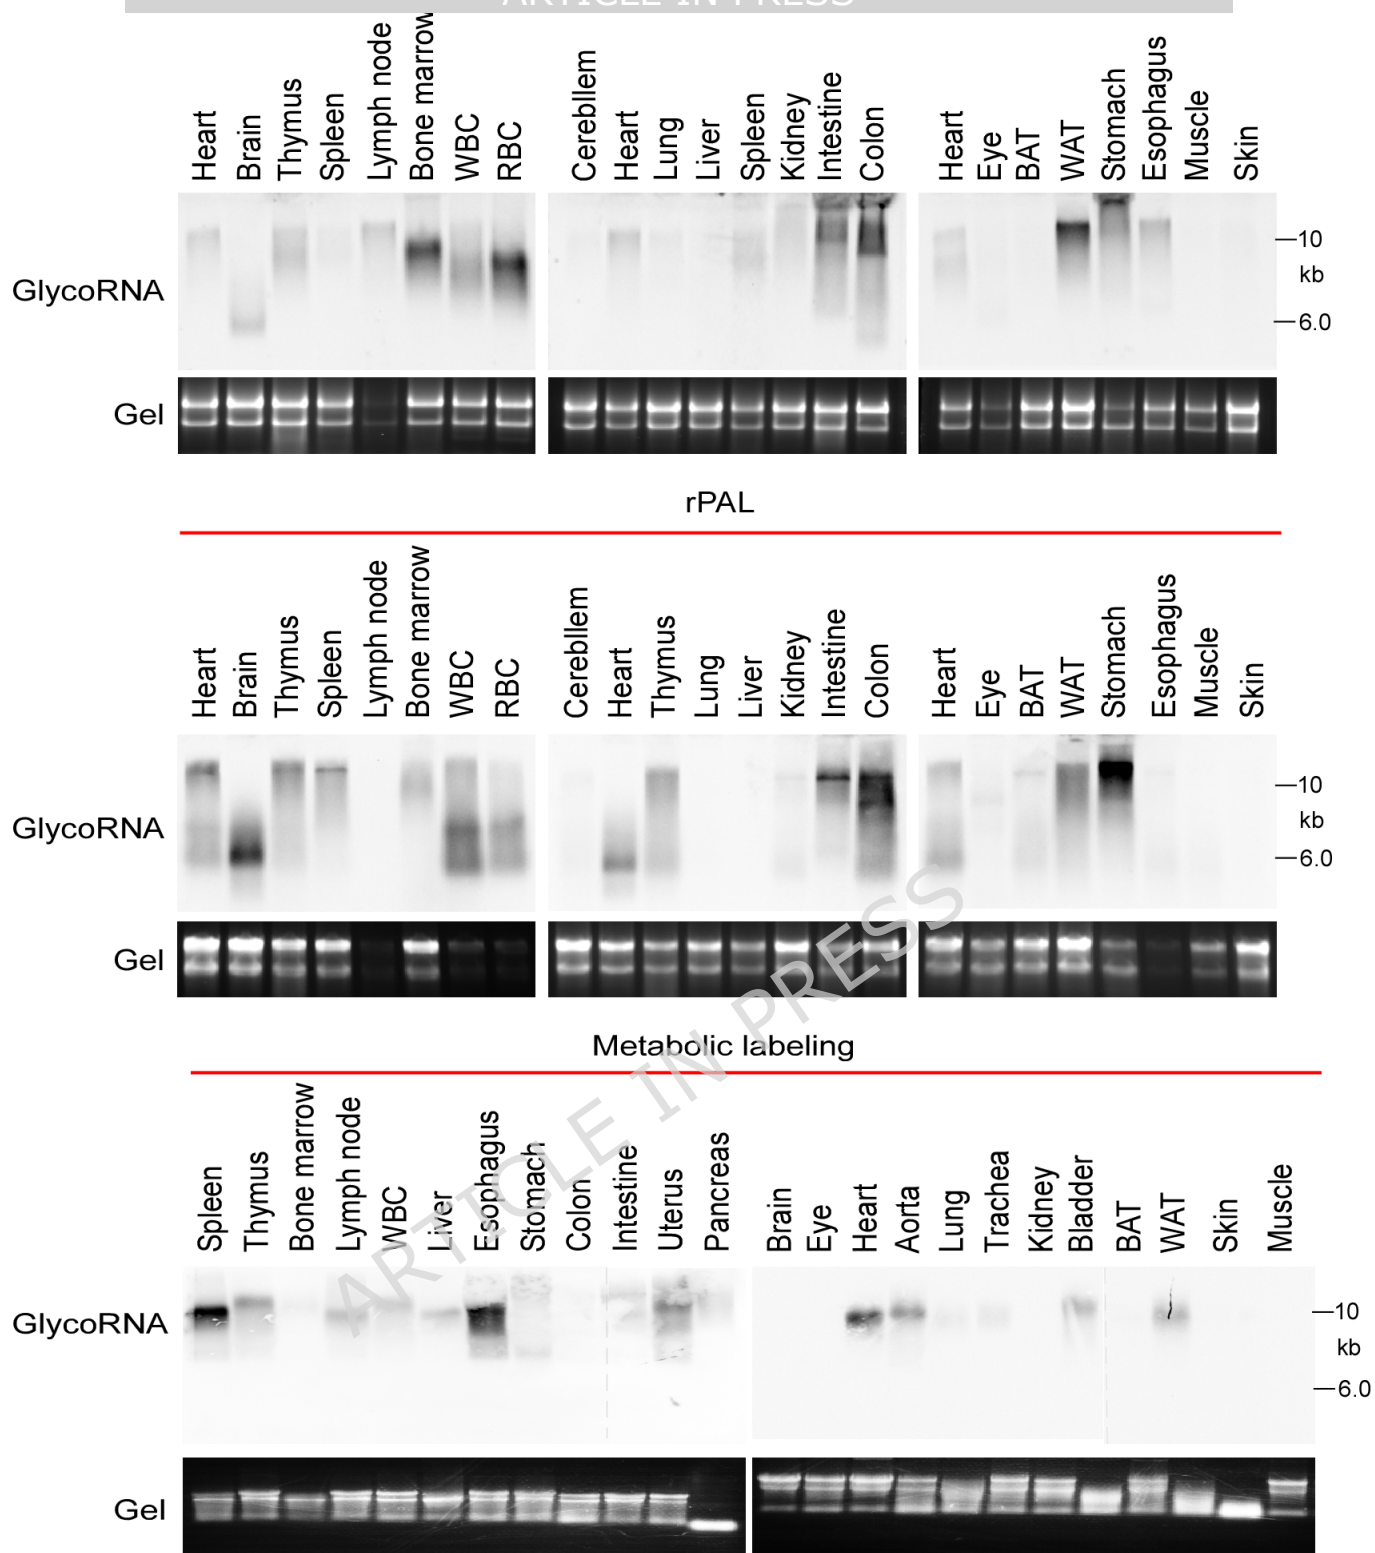 ARTICLE IN PRESS
Heart Brain Thymus Spleen Lymph node Bone marrow WBC RBC Cerebllem Heart Lung Liver Spleen Kidney Intestine Colon Heart Eye BAT WAT Stomach Esophagus Muscle Skin
10
kb
GlycoRNA
6.0
Gel
rPAL
Heart Brain Thymus Spleen Lymph node Bone marrow WBC RBC Cerebllem Heart Thymus Lung Liver Kidney Intestine Colon Heart Eye BAT WAT Stomach Esophagus Muscle Skin
10
kb
GlycoRNA
6.0
Gel
Metabolic labeling
Spleen Thymus Bone marrow Lymph node WBC Liver Esophagus Stomach Colon Intestine Uterus Pancreas Brain Eye Heart Aorta Lung Trachea Kidney Bladder BAT WAT Skin Muscle
10
GlycoRNA
kb
6.0
Gel
ARTICLE IN PRESS